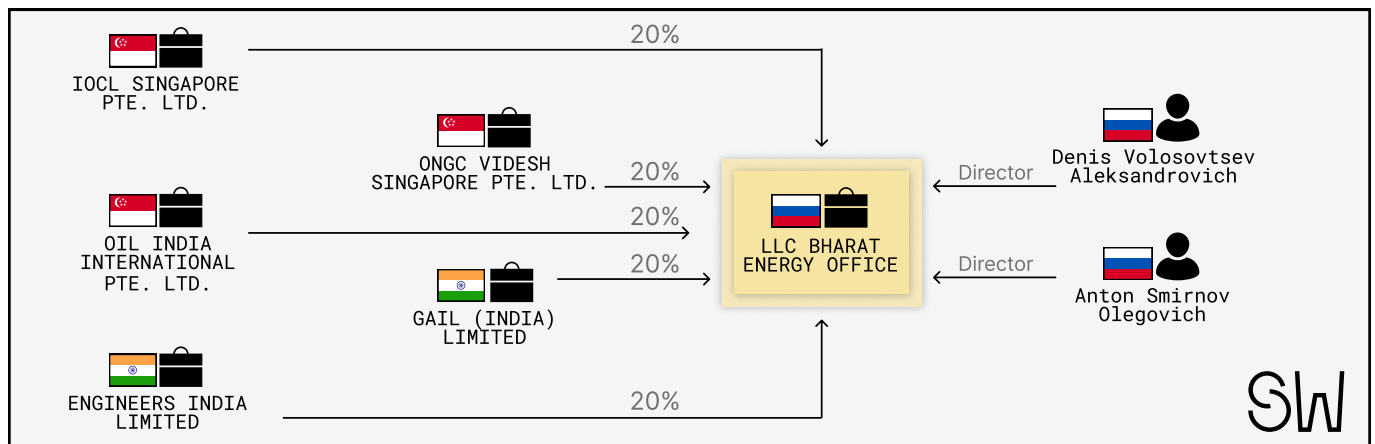 20%
IOCL SINGAPORE
PTE. LTD.
ONGC VIDESH
SINGAPORE PTE. LTD.
20%
Denis Volosovtsev
Aleksandrovich
Director
OIL INDIA
INTERNATIONAL
PTE. LTD.
20%
LLC BHARAT
ENERGY OFFICE
GAIL (INDIA)
LIMITED
20%
Director
Anton Smirnov
Olegovich
ENGINEERS INDIA
LIMITED
20%
SW